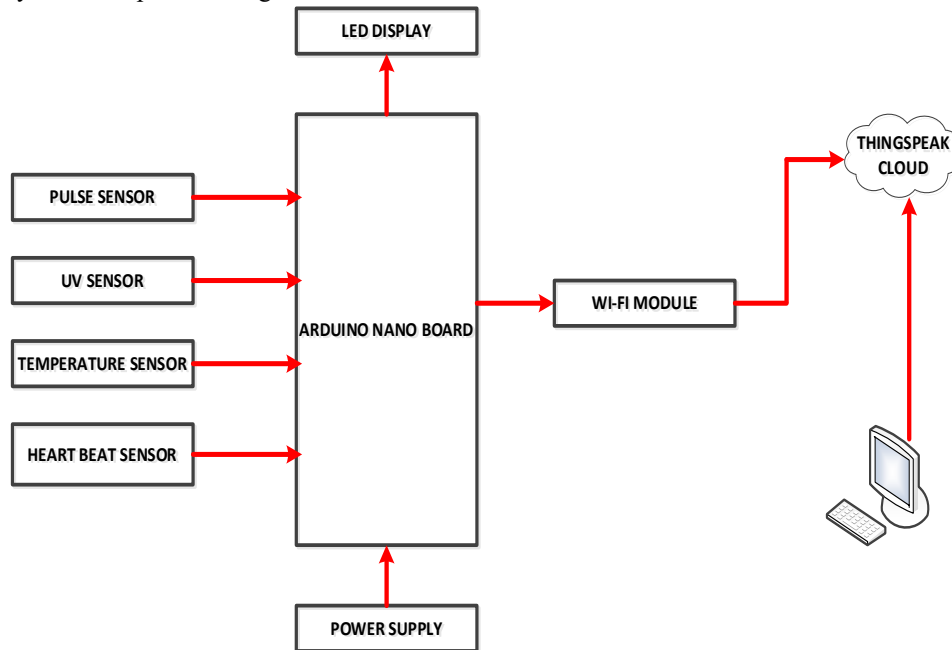 LED DISPLAY
THINGSPEAK
CLOUD
PULSE SENSOR
UV SENSOR
WI-FI MODULE
ARDUINO NANO BOARD
TEMPERATURE SENSOR
HEART BEAT SENSOR
POWER SUPPLY